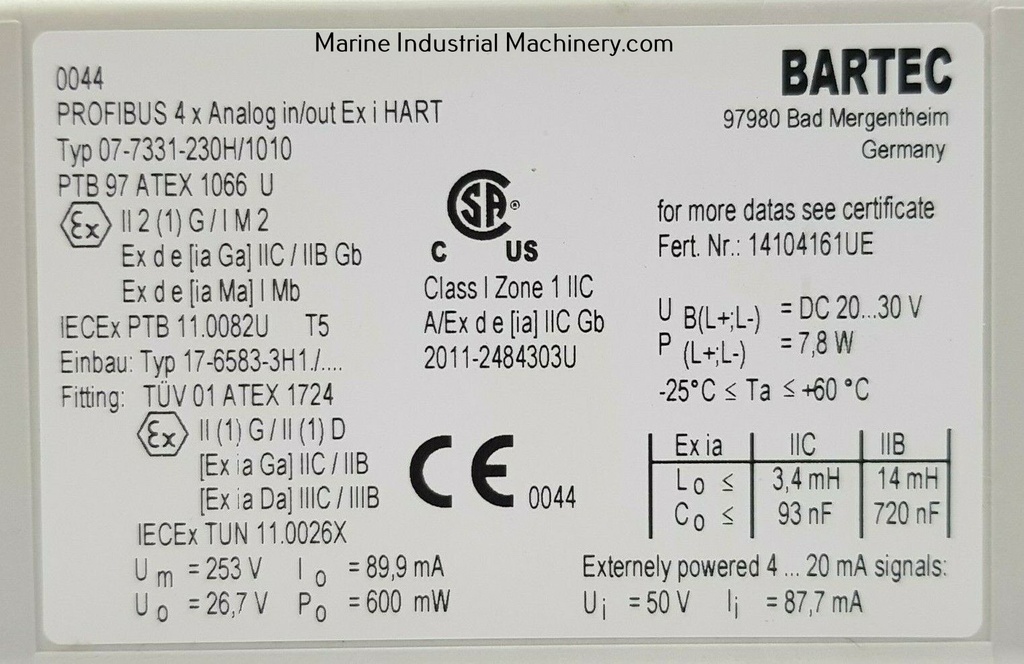 Marine Industrial Machinery.com
0044
PROFIBUS 4 x Analog in/out Ex i HART
Typ 07-7331-230H/1010
PTB 97 ATEX 1066 U
Ex II 2 (1) G / I M 2
Ex d e [ia Ga] IIC / IIB Gb
Ex d e [ia Ma] I Mb
IECEx PTB 11.0082U T5
Einbau: Typ 17-6583-3H1./....
Fitting: TÜV 01 ATEX 1724
Ex II (1) G / II (1) D
[Ex ia Ga] IIC / IIB
[Ex ia Da] IIIC / IIIB
IECEx TUN 11.0026X
U m = 253 V I o = 89,9 mA
U o = 26,7 V P o = 600 mW
SA ®
C US
Class I Zone 1 IIC
A/Ex d e [ia] IIC Gb
2011-2484303U
CE 0044
BARTEC
97980 Bad Mergentheim
Germany
for more datas see certificate
Fert. Nr.: 14104161UE
U B(L+;L-) = DC 20...30 V
P (L+;L-) = 7,8 W
-25°C ≤ Ta ≤ +60 °C
Ex ia IIC IIB
Lo ≤ 3,4 mH 14 mH
Co ≤ 93 nF 720 nF
Externely powered 4 ... 20 mA signals:
U i = 50 V I i = 87,7 mA